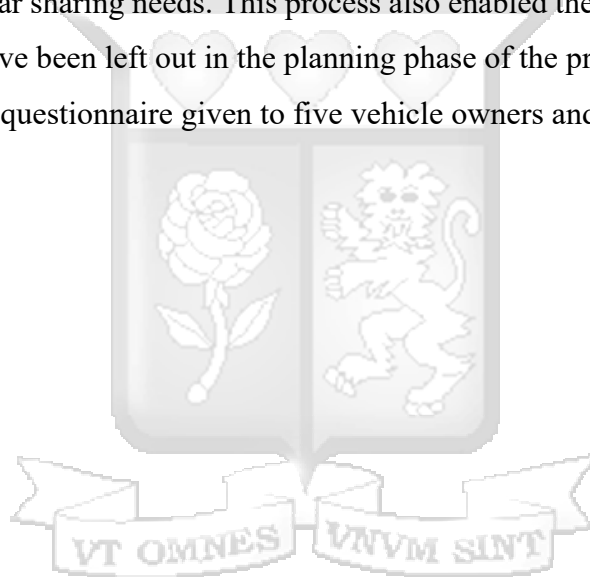 ar sharing needs. This process also enabled the
ve been left out in the planning phase of the pr
questionnaire given to five vehicle owners and
VT OMNES VNVM SINT